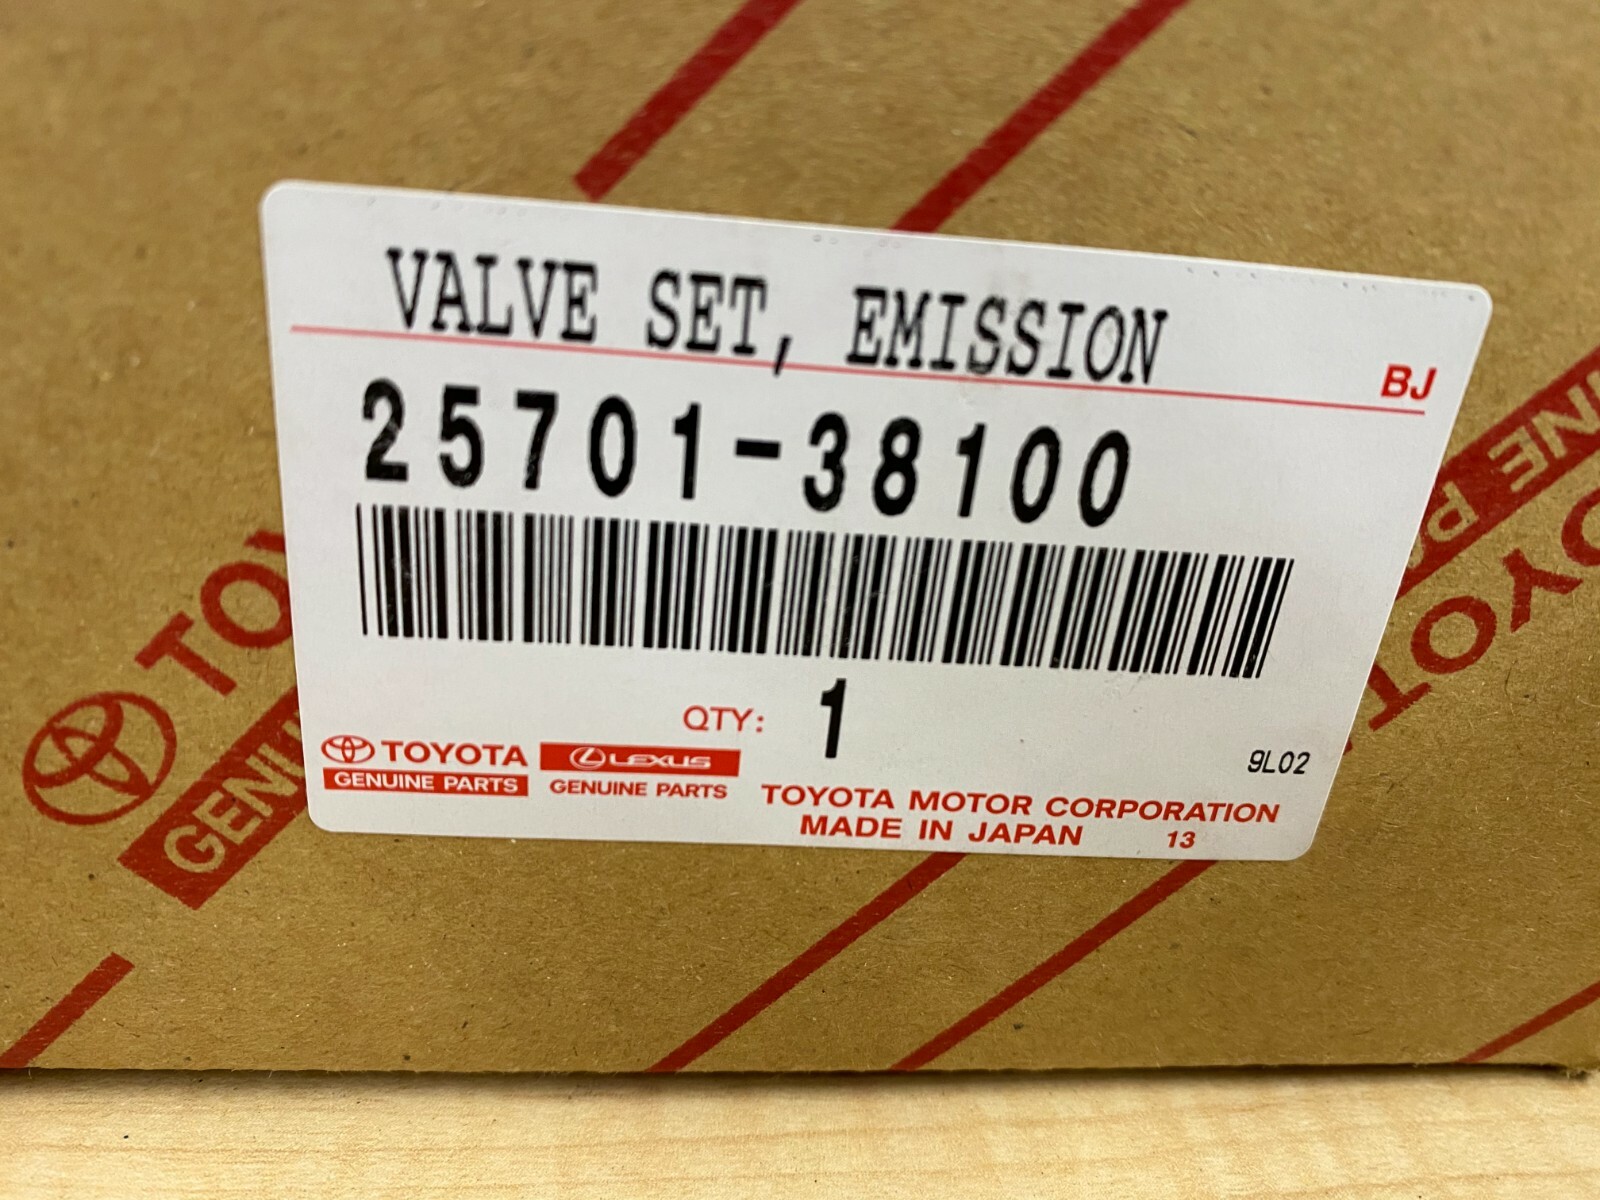 VALVE SET, EMISSION
BJ
25701-38100
QTY: 1
9L02
TOYOTA LEXUS
GENUINE PARTS GENUINE PARTS
TOYOTA MOTOR CORPORATION
MADE IN JAPAN 13